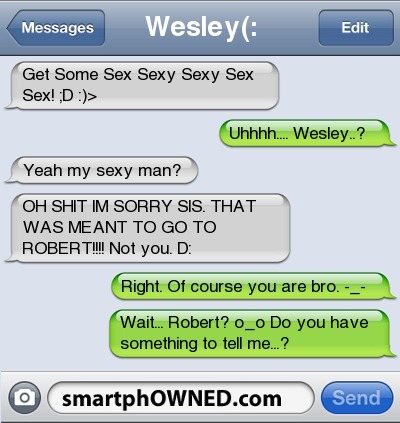 Messages
Wesley(:
Edit
Get Some Sex Sexy Sexy Sex
Sex! ;D :)>
Uhhhh.... Wesley..?
Yeah my sexy man?
OH SHIT IM SORRY SIS. THAT
WAS MEANT TO GO TO
ROBERT!!!! Not you. D:
Right. Of course you are bro. -_-
Wait... Robert? o_o Do you have
something to tell me...?
smartphOWNED.com
Send